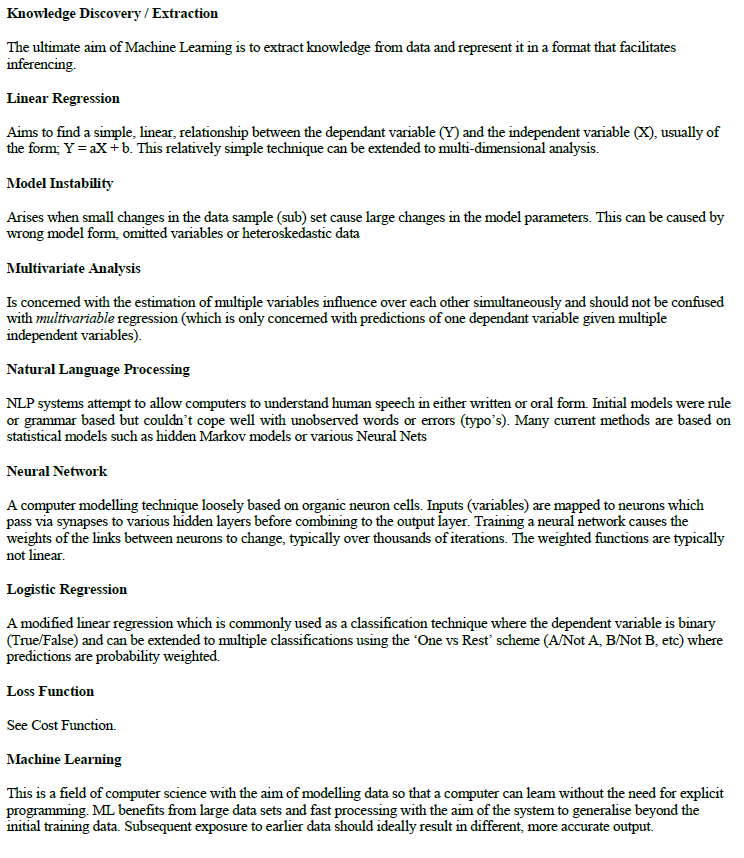 Knowledge Discovery / Extraction
The ultimate aim of Machine Learning is to extract knowledge from data and represent it in a format that facilitates
inferencing.
Linear Regression
Aims to find a simple, linear, relationship between the dependant variable (Y) and the independent variable (X), usually of
the form; Y = aX + b. This relatively simple technique can be extended to multi-dimensional analysis.
Model Instability
Arises when small changes in the data sample (sub) set cause large changes in the model parameters. This can be caused by
wrong model form, omitted variables or heteroskedastic data
Multivariate Analysis
Is concerned with the estimation of multiple variables influence over each other simultaneously and should not be confused
with multivariable regression (which is only concerned with predictions of one dependant variable given multiple
independent variables).
Natural Language Processing
NLP systems attempt to allow computers to understand human speech in either written or oral form. Initial models were rule
or grammar based but couldn't cope well with unobserved words or errors (typo's). Many current methods are based on
statistical models such as hidden Markov models or various Neural Nets
Neural Network
A computer modelling technique loosely based on organic neuron cells. Inputs (variables) are mapped to neurons which
pass via synapses to various hidden layers before combining to the output layer. Training a neural network causes the
weights of the links between neurons to change, typically over thousands of iterations. The weighted functions are typically
not linear.
Logistic Regression
A modified linear regression which is commonly used as a classification technique where the dependent variable is binary
(True/False) and can be extended to multiple classifications using the 'One vs Rest' scheme (A/Not A, B/Not B, etc) where
predictions are probability weighted.
Loss Function
See Cost Function.
Machine Learning
This is a field of computer science with the aim of modelling data so that a computer can learn without the need for explicit
programming. ML benefits from large data sets and fast processing with the aim of the system to generalise beyond the
initial training data. Subsequent exposure to earlier data should ideally result in different, more accurate output.